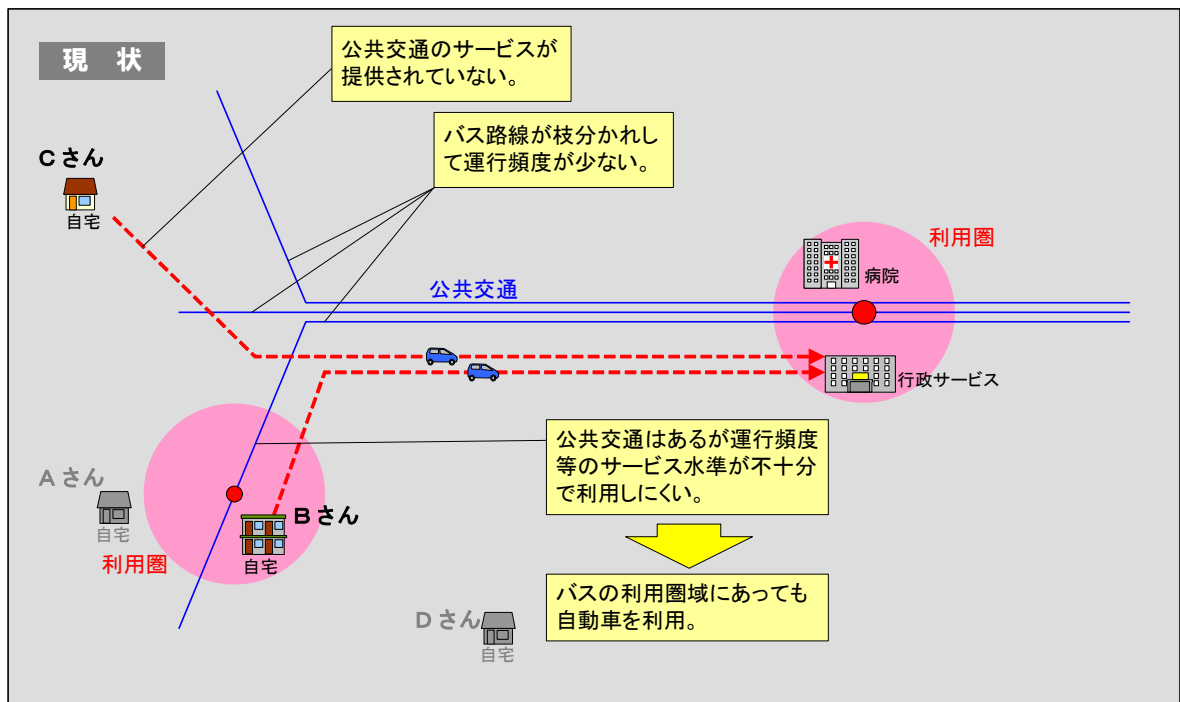 現 状
公共交通のサービスが
提供されていない。
バス路線が枝分かれし
て運行頻度が少ない。
Cさん
自宅
利用圏
病院
公共交通
行政サービス
公共交通はあるが運行頻度
等のサービス水準が不十分
で利用しにくい。
Aさん
自宅
Bさん
自宅
利用圏
バスの利用圏域にあっても
自動車を利用。
Dさん
自宅